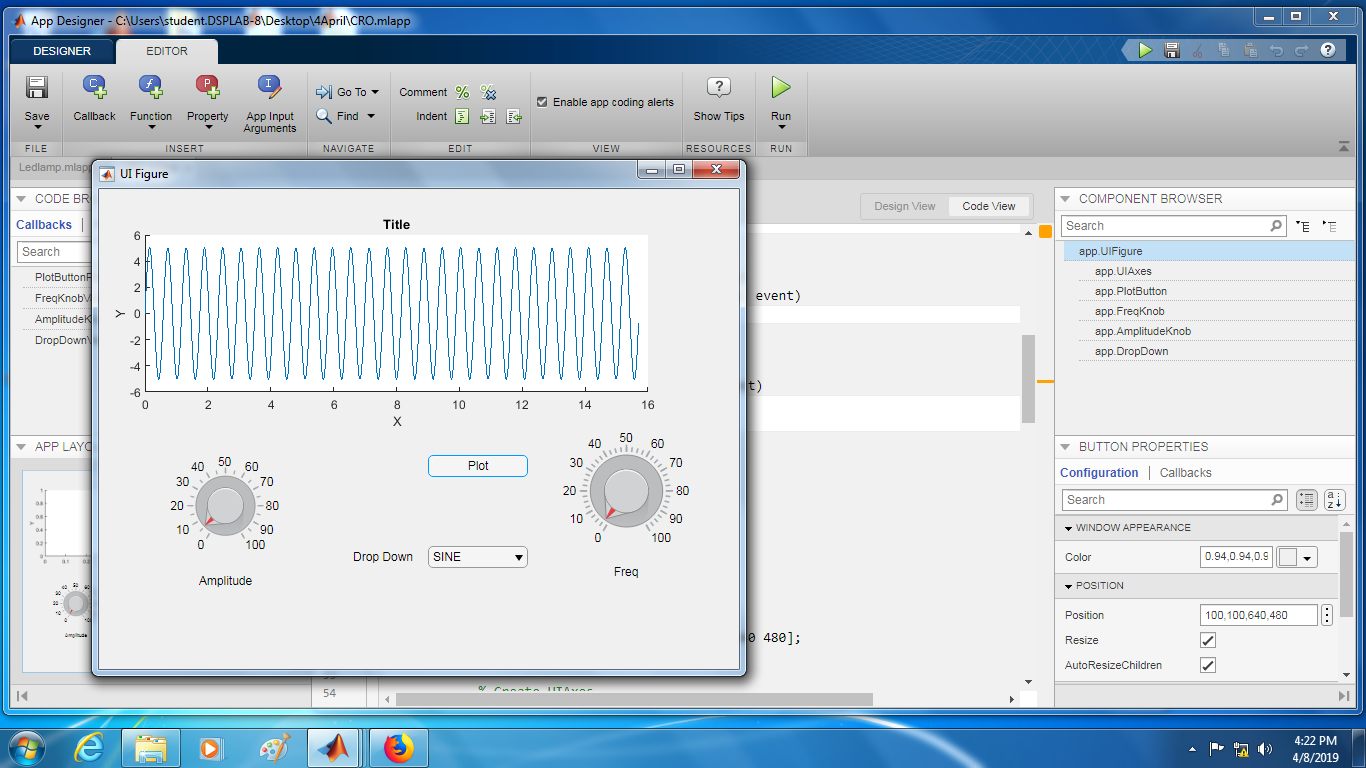 App Designer - C:\Users\student.DSPLAB-8\Desktop\4April\CRO.mlapp
DESIGNER EDITOR
Save Callback Function Property App Input Arguments
Go To Find
Comment Indent
Enable app coding alerts
Show Tips Run
FILE INSERT NAVIGATE EDIT VIEW RESOURCES RUN
Ledlamp.mlapp
CODE BR
Callbacks
Search
PlotButtonP
FreqKnobV
AmplitudeK
DropDown
APP LAYO
UI Figure
Title
6
4
2
0
-2
-4
-6
Y
0 2 4 6 8 10 12 14 16
X
0 10 20 30 40 50 60 70 80 90 100
Amplitude
Plot
Drop Down SINE
0 10 20 30 40 50 60 70 80 90 100
Freq
Design View Code View
event)
t)
0 480];
54
% Create UIAxes
COMPONENT BROWSER
Search
app.UIFigure
app.UIAxes
app.PlotButton
app.FreqKnob
app.AmplitudeKnob
app.DropDown
BUTTON PROPERTIES
Configuration | Callbacks
Search
WINDOW APPEARANCE
Color 0.94,0.94,0.9
POSITION
Position 100,100,640,480
Resize
AutoResizeChildren
4:22 PM
4/8/2019